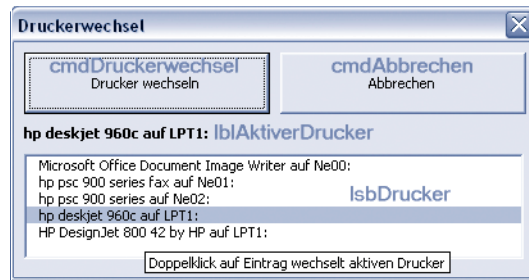 Druckerwechsel
cmdDruckerwechsel
Drucker wechseln
cmdAbbrechen
Abbrechen
hp deskjet 960c auf LPT1: lblAktiverDrucker
Microsoft Office Document Image Writer auf Ne00:
hp psc 900 series fax auf Ne01:
hp psc 900 series auf Ne02:
lsbDrucker
hp deskjet 960c auf LPT1:
HP DesignJet 800 42 by HP auf LPT1:
Doppelklick auf Eintrag wechselt aktiven Drucker